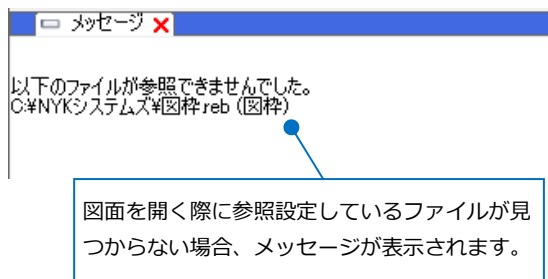 メッセージ
以下のファイルが参照できませんでした。
C:¥NYKシステムズ¥図枠.reb (図枠)
図面を開く際に参照設定しているファイルが見
つからない場合、メッセージが表示されます。